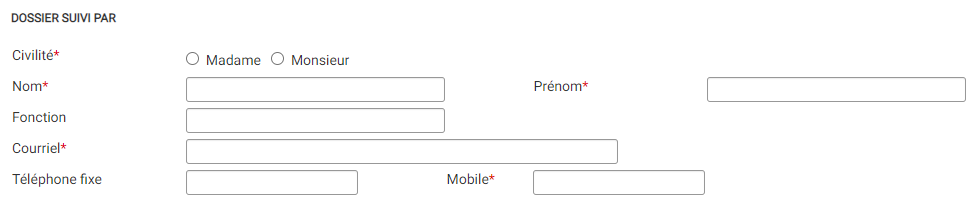 DOSSIER SUIVI PAR
Civilité* Madame Monsieur
Nom* Prénom*
Fonction
Courriel*
Téléphone fixe Mobile*